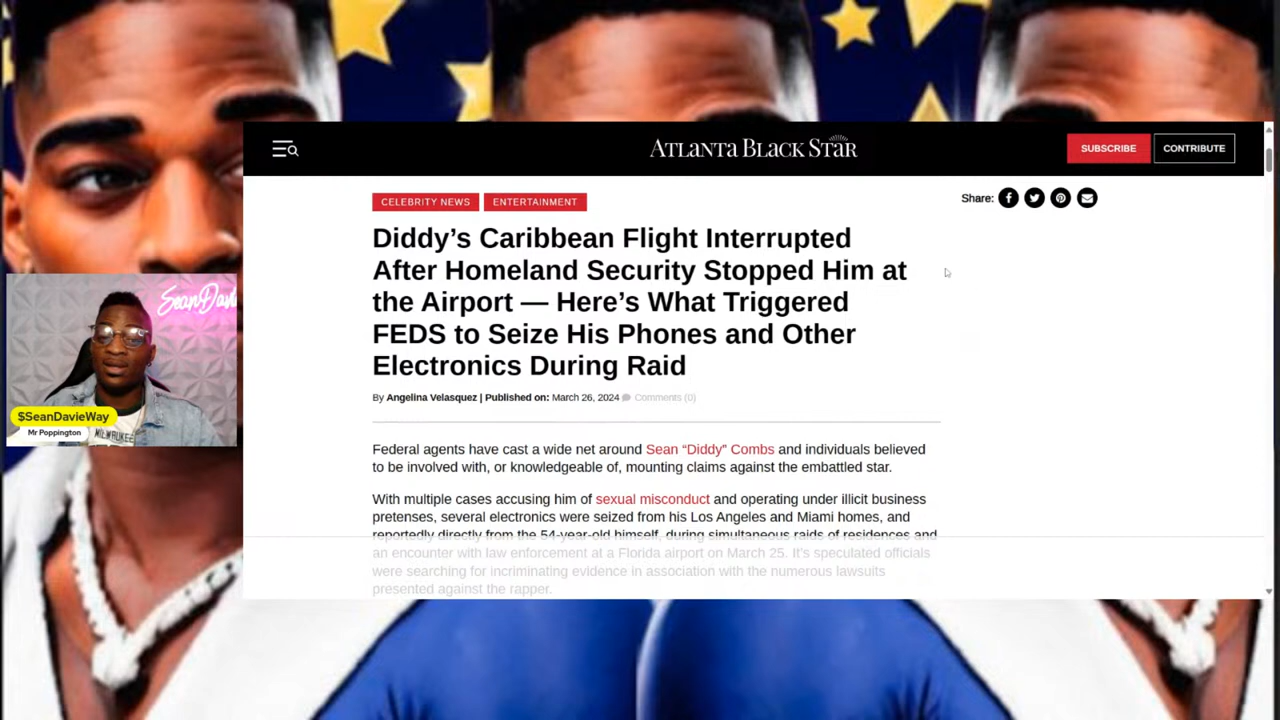 ATLANTA BLACK STAR
SUBSCRIBE
CONTRIBUTE
CELEBRITY NEWS
ENTERTAINMENT
Share:
Diddy’s Caribbean Flight Interrupted
After Homeland Security Stopped Him at
the Airport — Here’s What Triggered
FEDS to Seize His Phones and Other
Electronics During Raid
By Angelina Velasquez | Published on: March 26, 2024 Comments (0)
Federal agents have cast a wide net around Sean “Diddy” Combs and individuals believed
to be involved with, or knowledgeable of, mounting claims against the embattled star.
With multiple cases accusing him of sexual misconduct and operating under illicit business
pretenses, several electronics were seized from his Los Angeles and Miami homes, and
reportedly directly from the 54-year-old himself, during simultaneous raids of residences and
an encounter with law enforcement at a Florida airport on March 25. It’s speculated officials
were searching for incriminating evidence in association with the numerous lawsuits
presented against the rapper.
$SeanDavieWay
Mr Poppington
MILWAUKEE